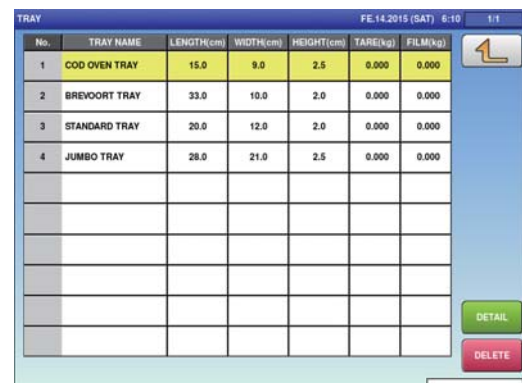 TRAY FE.14.2015 (SAT) 6:10 1/1
No. TRAY NAME LENGTH(cm) WIDTH(cm) HEIGHT(cm) TARE(kg) FILM(kg)
1 COD OVEN TRAY 15.0 9.0 2.5 0.000 0.000
2 BREVOORT TRAY 33.0 10.0 2.0 0.000 0.000
3 STANDARD TRAY 20.0 12.0 2.0 0.000 0.000
4 JUMBO TRAY 28.0 21.0 2.5 0.000 0.000
DETAIL
DELETE